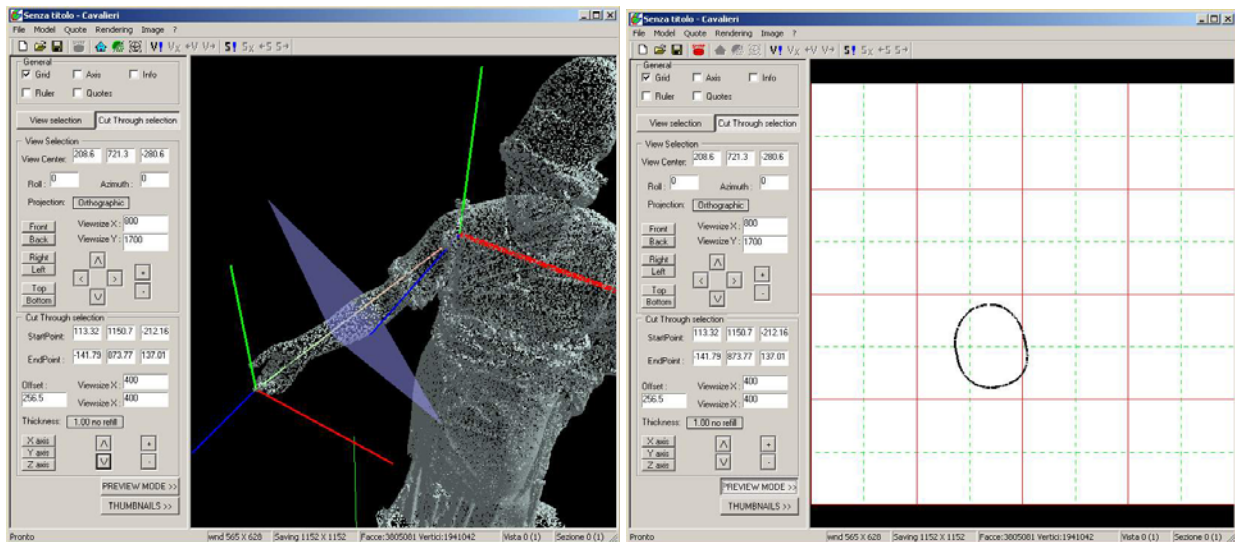 Senza titolo - Cavalieri
File Model Quote Rendering Image ?
V! Vx +V V+ S! Sx +S S+
General
Grid Axis Info
Ruler Quotes
View selection Cut Through selection
View Selection
View Center: 208.6 721.3 -280.6
Roll : 0 Azimuth : 0
Projection: Orthographic
Front Viewsize X : 800
Back Viewsize Y : 1700
Right
Left
Top
Bottom
Cut Through selection
StartPoint: 113.32 1150.7 -212.16
EndPoint : -141.79 873.77 137.01
Offset : Viewsize X : 400
256.5 Viewsize X : 400
Thickness: 1.00 no refill
X axis
Y axis
Z axis
PREVIEW MODE >>
THUMBNAILS >>
Pronto wnd 565 X 628 Saving 1152 X 1152 Facce:3805081 Vertici:1941042 Vista 0 (1) Sezione 0 (1)
Senza titolo - Cavalieri
File Model Quote Rendering Image ?
V! Vx +V V+ S! Sx +S S+
General
Grid Axis Info
Ruler Quotes
View selection Cut Through selection
View Selection
View Center: 208.6 721.3 -280.6
Roll : 0 Azimuth : 0
Projection: Orthographic
Front Viewsize X : 800
Back Viewsize Y : 1700
Right
Left
Top
Bottom
Cut Through selection
StartPoint: 113.32 1150.7 -212.16
EndPoint : -141.79 873.77 137.01
Offset : Viewsize X : 400
256.5 Viewsize X : 400
Thickness: 1.00 no refill
X axis
Y axis
Z axis
PREVIEW MODE >>
THUMBNAILS >>
Pronto wnd 565 X 628 Saving 1152 X 1152 Facce:3805081 Vertici:1941042 Vista 0 (1) Sezione 0 (1)